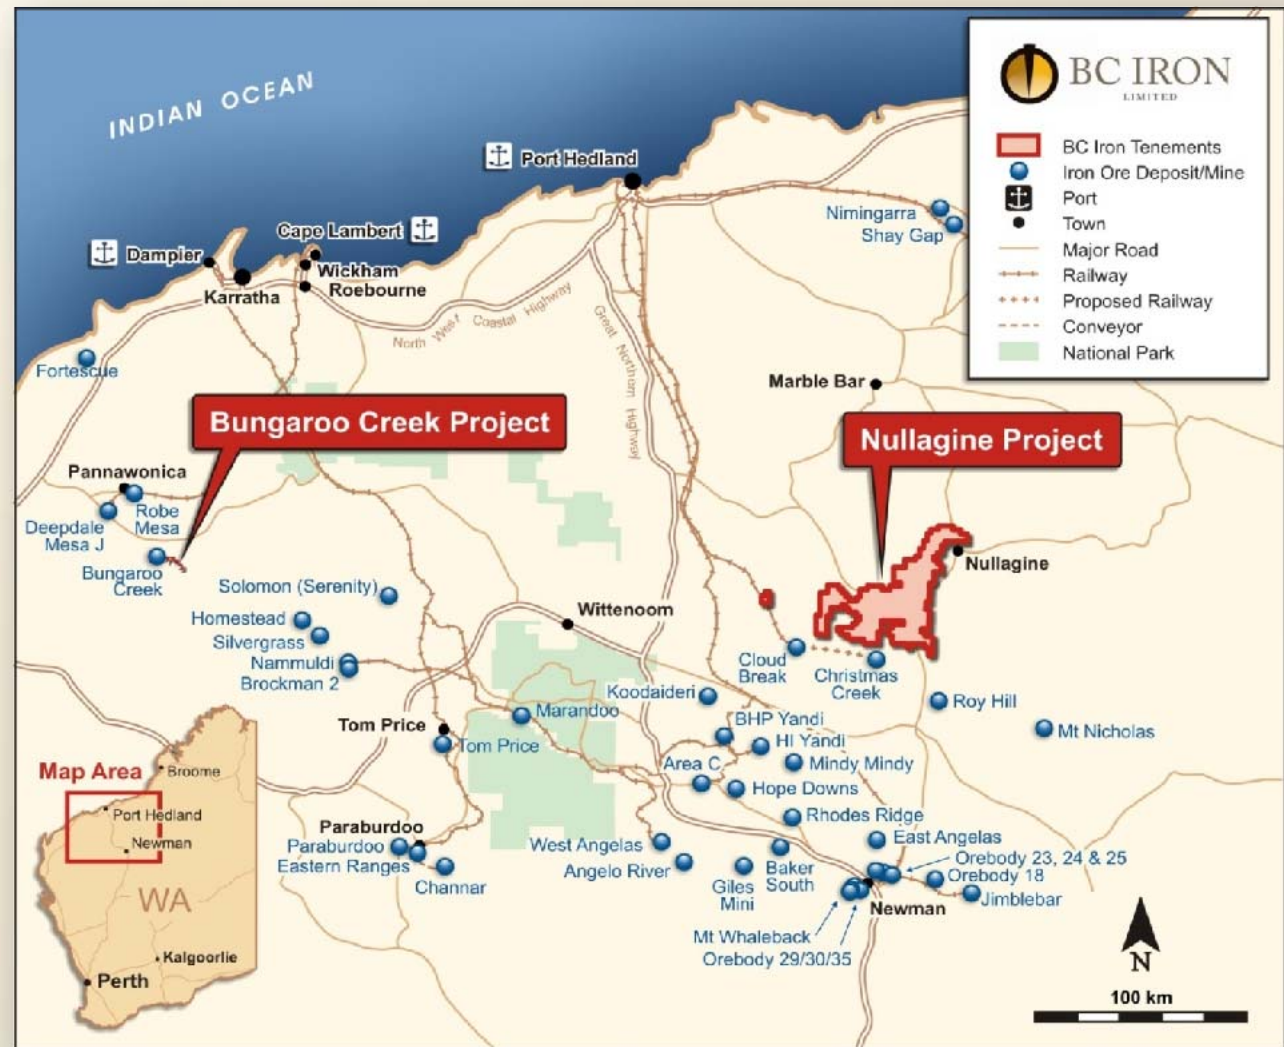 INDIAN OCEAN
BC IRON
LIMITED
BC Iron Tenements
Iron Ore Deposit/Mine
Port
Town
Major Road
Railway
Proposed Railway
Conveyor
National Park
Port Hedland
Nimingarra
Shay Gap
Cape Lambert
Dampier
Wickham
Roebourne
Karratha
North West Coastal Highway
Great Northern Highway
Fortescue
Marble Bar
Bungaroo Creek Project
Nullagine Project
Pannawonica
Robe
Mesa
Deepdale
Mesa J
Bungaroo
Creek
Nullagine
Solomon (Serenity)
Homestead
Silvergrass
Nammuldi
Brockman 2
Wittenoom
Cloud
Break
Christmas
Creek
Koodaideri
Roy Hill
Mt Nicholas
Marandoo
Tom Price
Tom Price
BHP Yandi
HI Yandi
Mindy Mindy
Area C
Hope Downs
Rhodes Ridge
Paraburdoo
Paraburdoo
Eastern Ranges
Channar
West Angelas
Angelo River
Giles
Mini
Baker
South
East Angelas
Orebody 23, 24 & 25
Orebody 18
Jimblebar
Newman
Mt Whaleback
Orebody 29/30/35
Map Area
Broome
Port Hedland
Newman
WA
Kalgoorlie
Perth
N
100 km